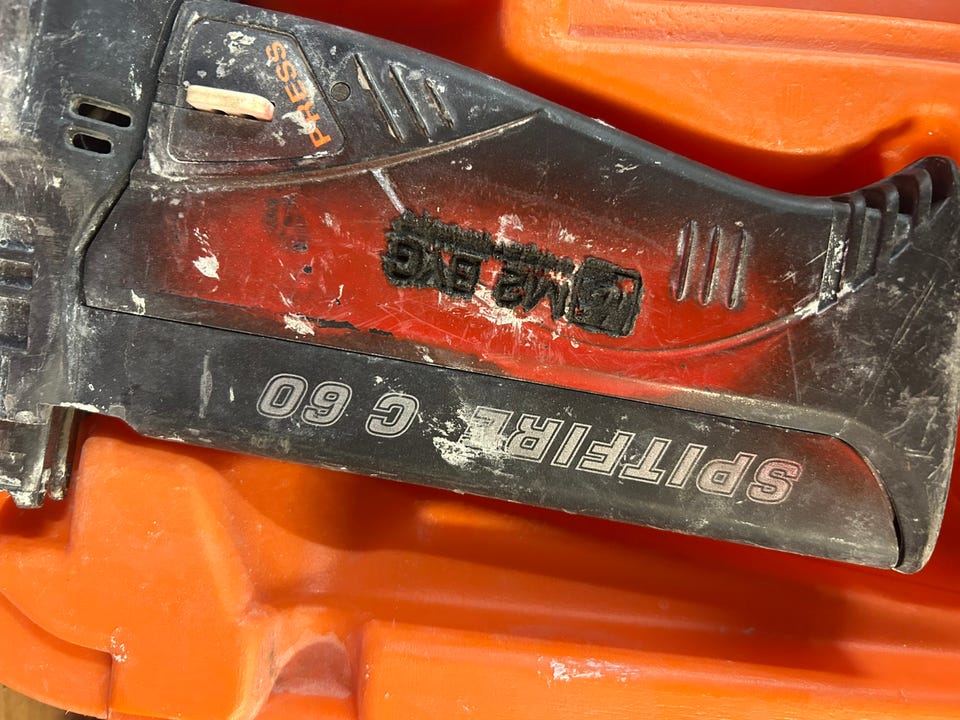 PRESS
M2 BYG
SPITFIRE C 60